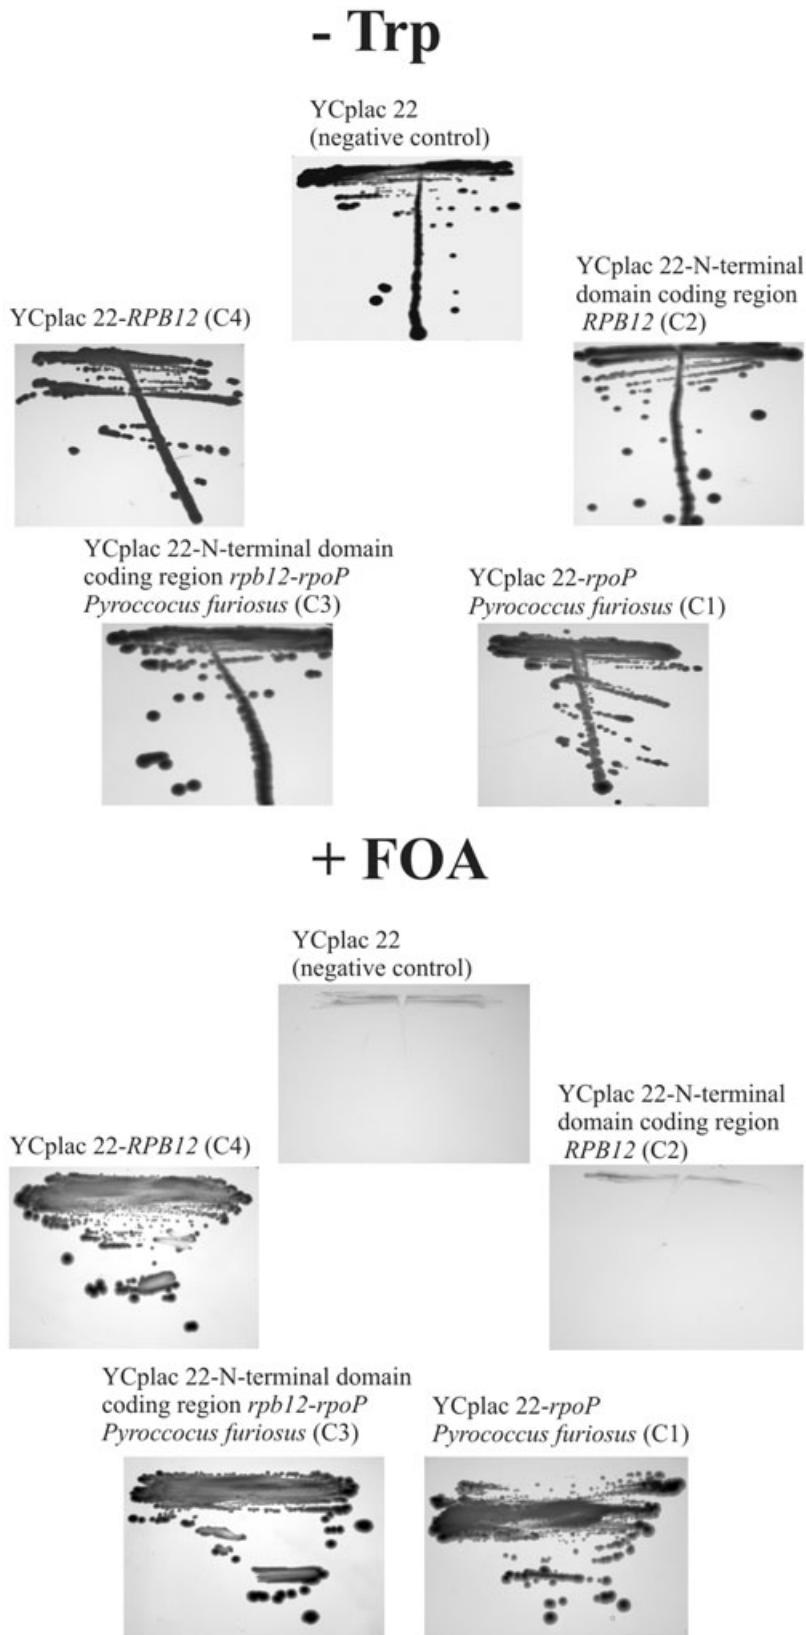 - Trp
YCplac 22
(negative control)
YCplac 22-N-terminal
domain coding region
RPB12 (C2)
YCplac 22-RPB12 (C4)
YCplac 22-N-terminal domain
coding region rpb12-rpoP
Pyroccocus furiosus (C3)
YCplac 22-rpoP
Pyrococcus furiosus (C1)
+ FOA
YCplac 22
(negative control)
YCplac 22-N-terminal
domain coding region
RPB12 (C2)
YCplac 22-RPB12 (C4)
YCplac 22-N-terminal domain
coding region rpb12-rpoP
Pyroccocus furiosus (C3)
YCplac 22-rpoP
Pyrococcus furiosus (C1)